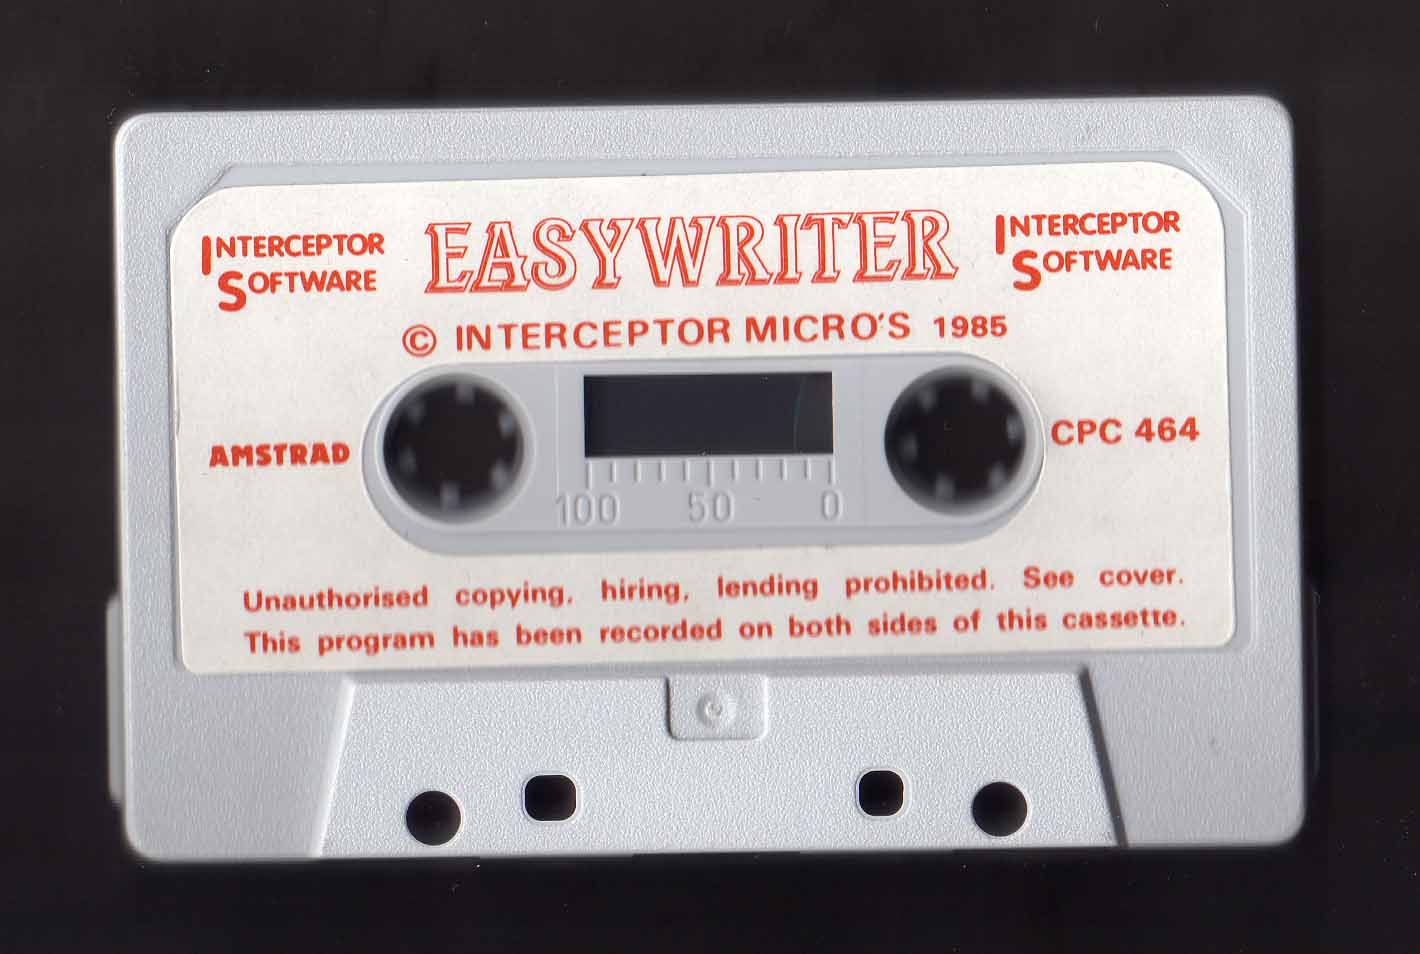 INTERCEPTOR SOFTWARE
EASYWRITER
INTERCEPTOR SOFTWARE
© INTERCEPTOR MICRO'S 1985
AMSTRAD
CPC 464
100 50 0
Unauthorised copying, hiring, lending prohibited. See cover.
This program has been recorded on both sides of this cassette.